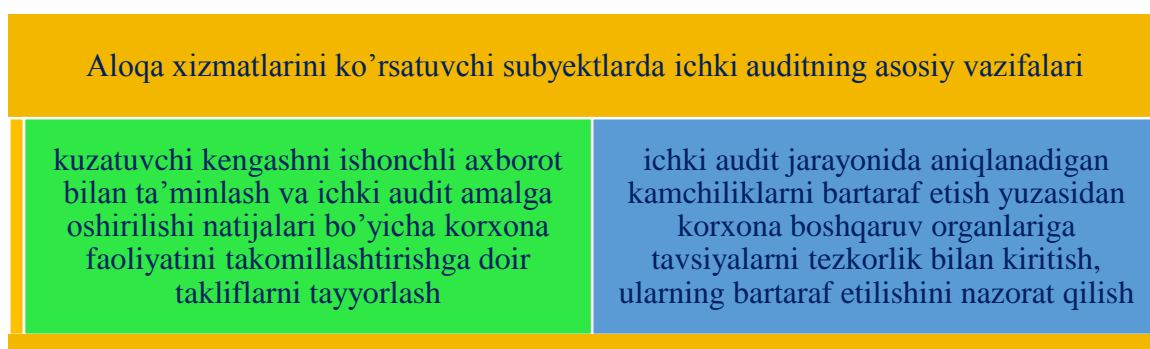 Aloqa xizmatlarini ko’rsatuvchi subyektlarda ichki auditning asosiy vazifalari
kuzatuvchi kengashni ishonchli axborot
bilan ta’minlash va ichki audit amalga
oshirilishi natijalari bo’yicha korxona
faoliyatini takomillashtirishga doir
takliflarni tayyorlash
ichki audit jarayonida aniqlanadigan
kamchiliklarni bartaraf etish yuzasidan
korxona boshqaruv organlariga
tavsiyalarni tezkorlik bilan kiritish,
ularning bartaraf etilishini nazorat qilish